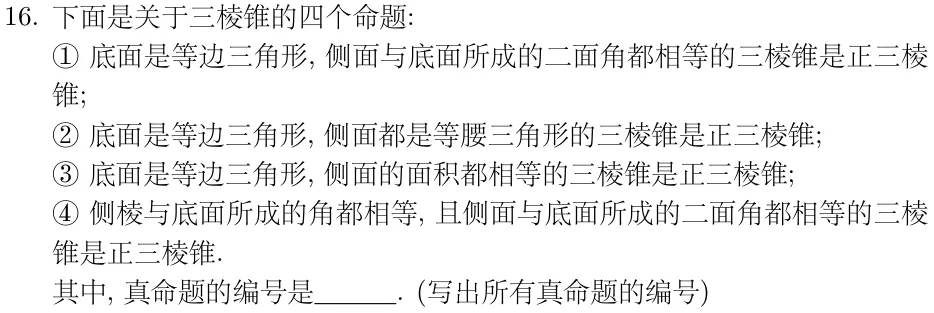 16. 下面是关于三棱锥的四个命题:
① 底面是等边三角形, 侧面与底面所成的二面角都相等的三棱锥是正三棱
锥;
② 底面是等边三角形, 侧面都是等腰三角形的三棱锥是正三棱锥;
③ 底面是等边三角形, 侧面的面积都相等的三棱锥是正三棱锥;
④ 侧棱与底面所成的角都相等, 且侧面与底面所成的二面角都相等的三棱
锥是正三棱锥.
其中, 真命题的编号是______. (写出所有真命题的编号)